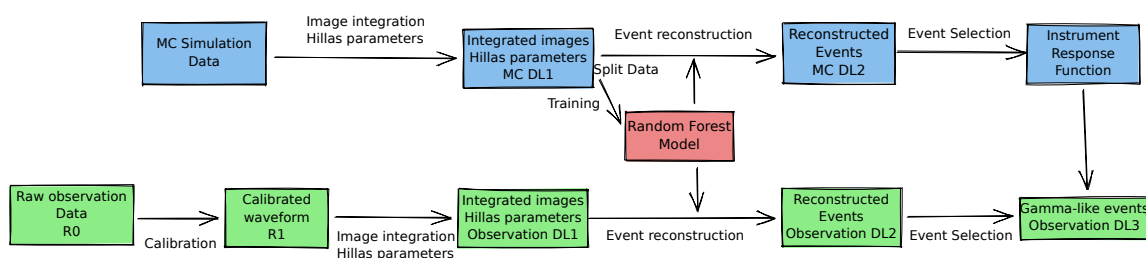 MC Simulation
Data
Image integration
Hillas parameters
Integrated images
Hillas parameters
MC DL1
Event reconstruction
Split Data
Training
Reconstructed
Events
MC DL2
Event Selection
Instrument
Response
Function
Random Forest
Model
Raw observation
Data
R0
Calibration
Calibrated
waveform
R1
Image integration
Hillas parameters
Integrated images
Hillas parameters
Observation DL1
Event reconstruction
Reconstructed
Events
Observation DL2
Event Selection
Gamma-like events
Observation DL3